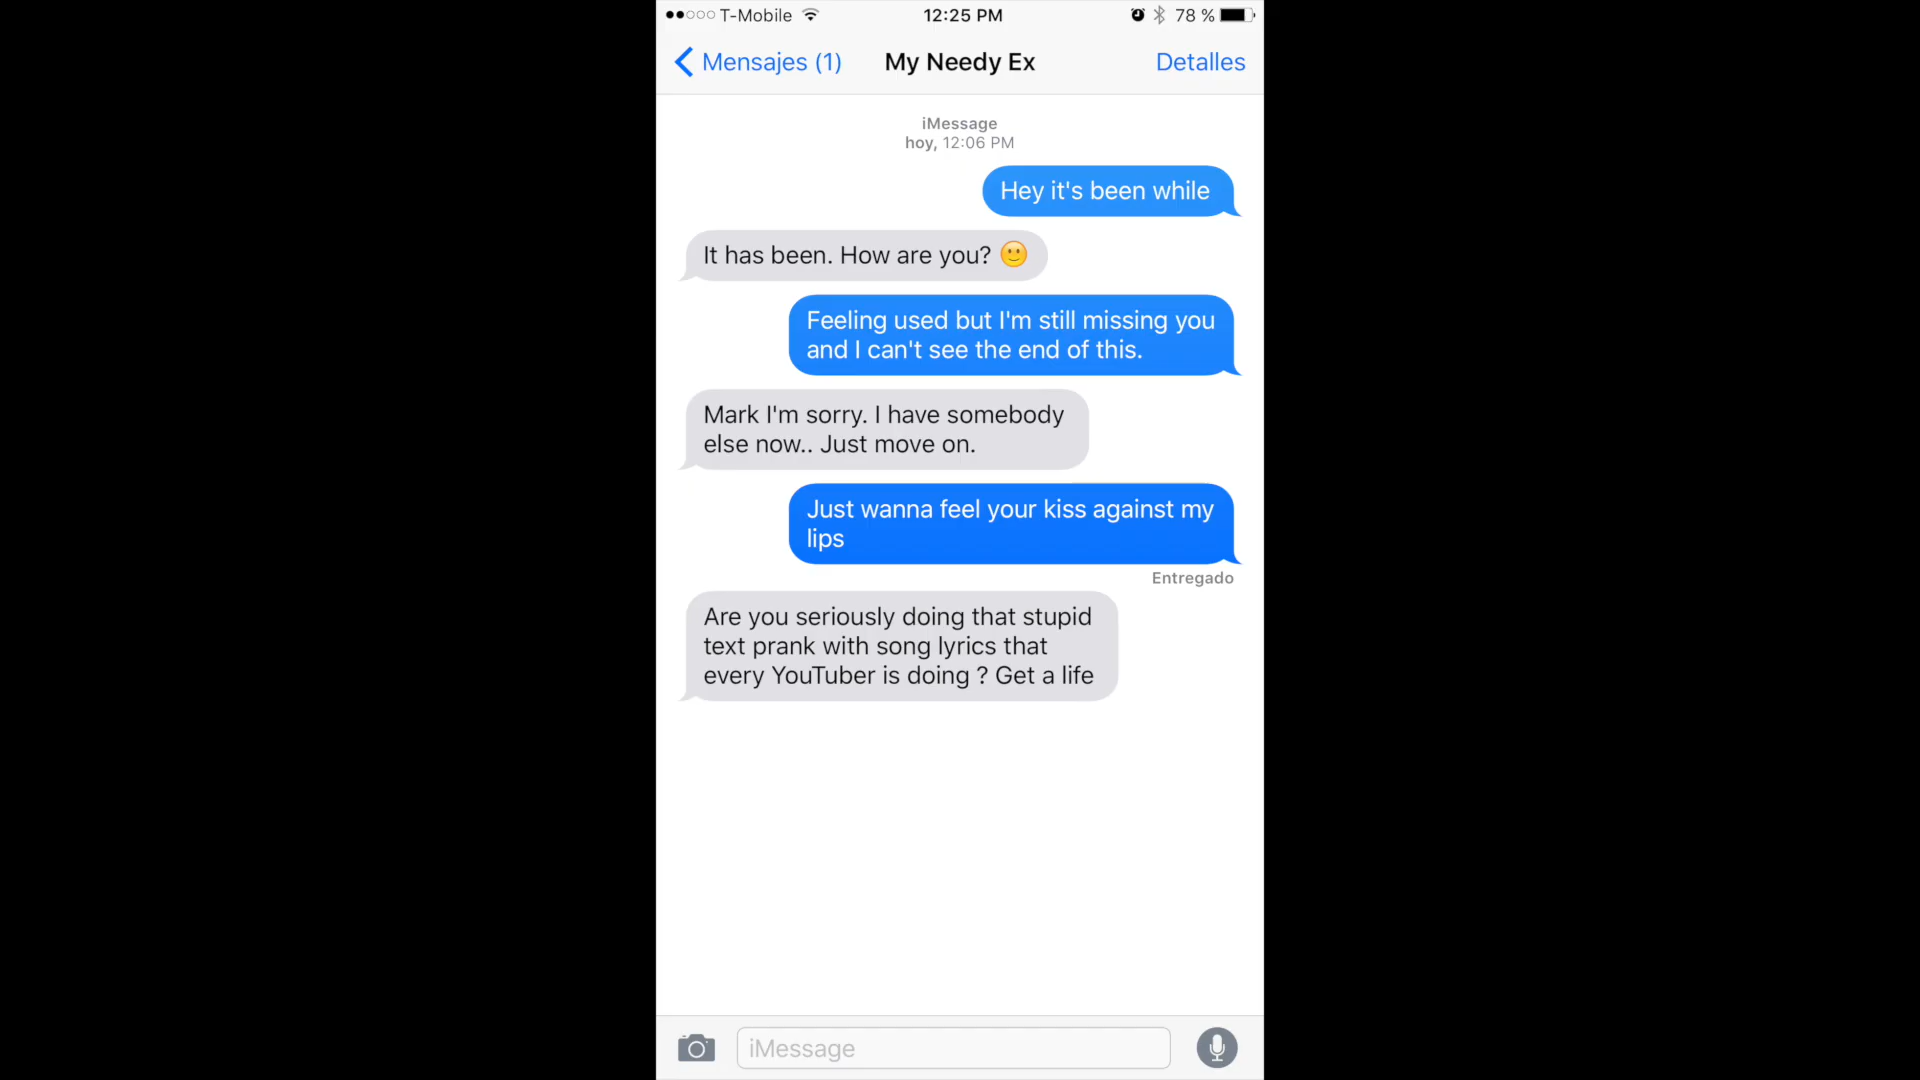 T-Mobile 12:25 PM 78 %
Mensajes (1) My Needy Ex Detalles
iMessage
hoy, 12:06 PM
Hey it's been while
It has been. How are you? 🙂
Feeling used but I'm still missing you
and I can't see the end of this.
Mark I'm sorry. I have somebody
else now.. Just move on.
Just wanna feel your kiss against my
lips
Entregado
Are you seriously doing that stupid
text prank with song lyrics that
every YouTuber is doing ? Get a life
iMessage